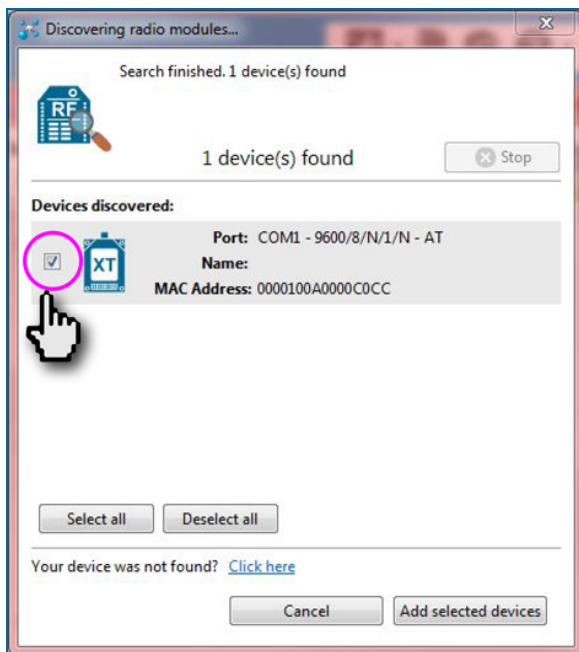 Discovering radio modules...
Search finished. 1 device(s) found
RF
1 device(s) found
Stop
Devices discovered:
Port: COM1 - 9600/8/N/1/N - AT
XT
Name:
MAC Address: 0000100A0000C0CC
Select all
Deselect all
Your device was not found? Click here
Cancel
Add selected devices